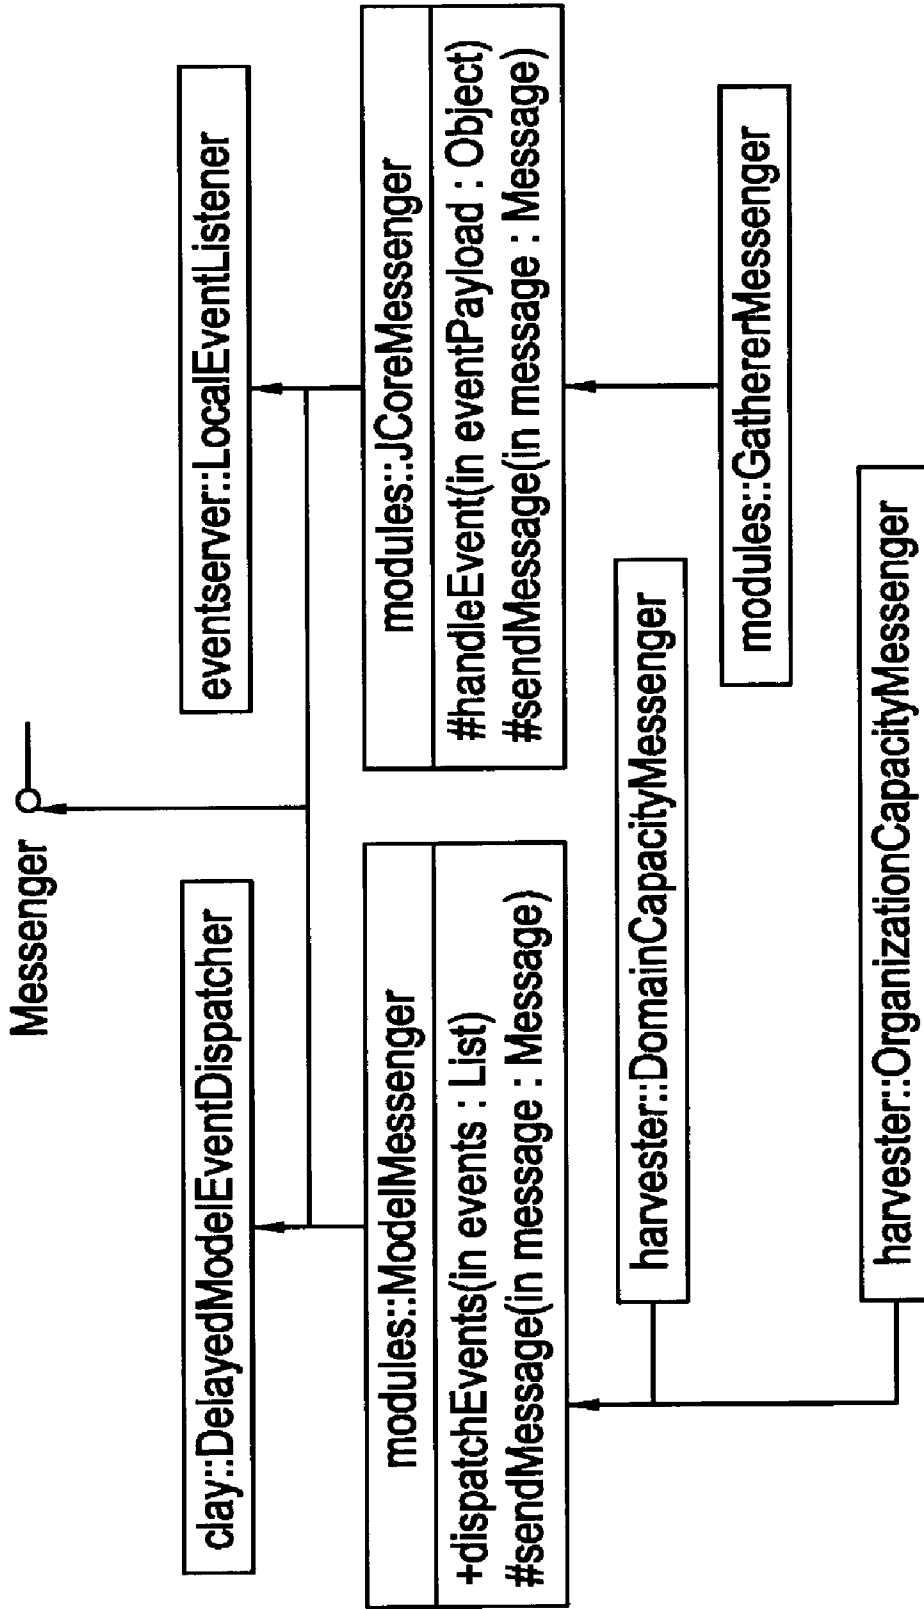 Messenger
clay::DelayedModelEventDispatcher
eventserver::LocalEventListener
modules::ModelMessenger
+dispatchEvents(in events : List)
#sendMessage(in message : Message)
modules::JCoreMessenger
#handleEvent(in eventPayload : Object)
#sendMessage(in message : Message)
harvester::DomainCapacityMessenger
modules::GathererMessenger
harvester::OrganizationCapacityMessenger